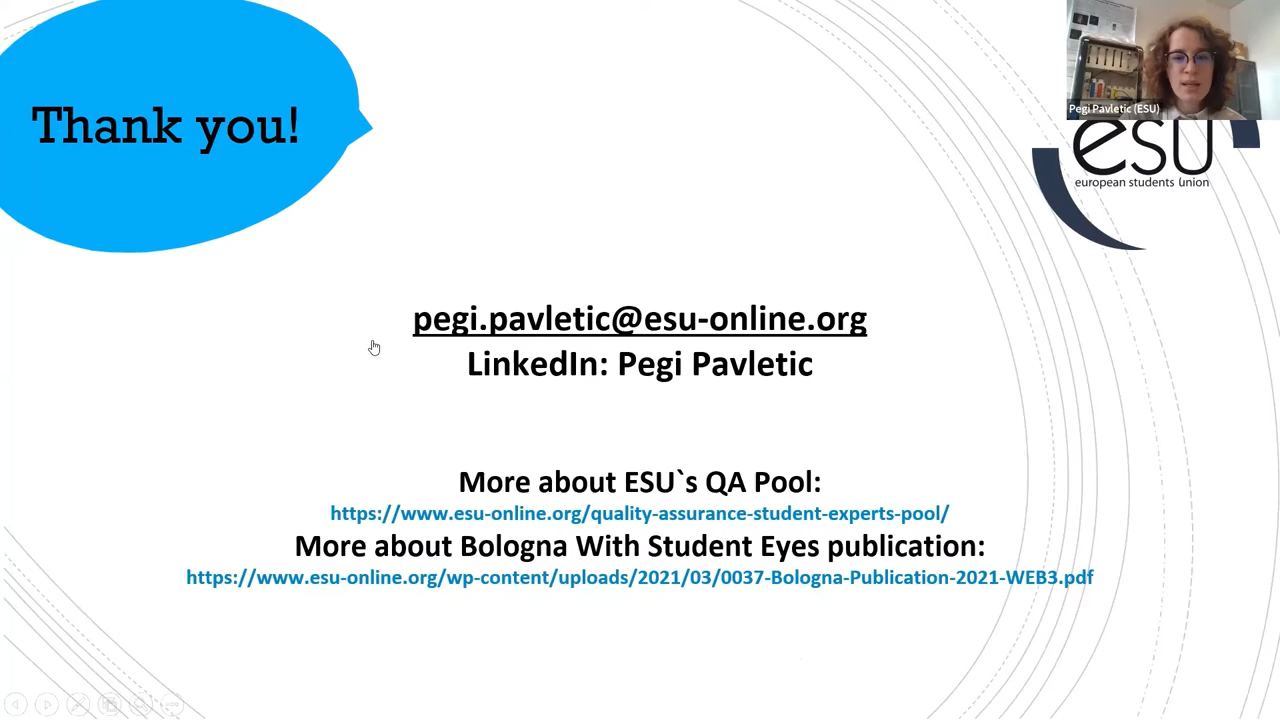 Thank you!
Pegi Pavletic (ESU)
esu
european students union
pegi.pavletic@esu-online.org
LinkedIn: Pegi Pavletic
More about ESU`s QA Pool:
https://www.esu-online.org/quality-assurance-student-experts-pool/
More about Bologna With Student Eyes publication:
https://www.esu-online.org/wp-content/uploads/2021/03/0037-Bologna-Publication-2021-WEB3.pdf